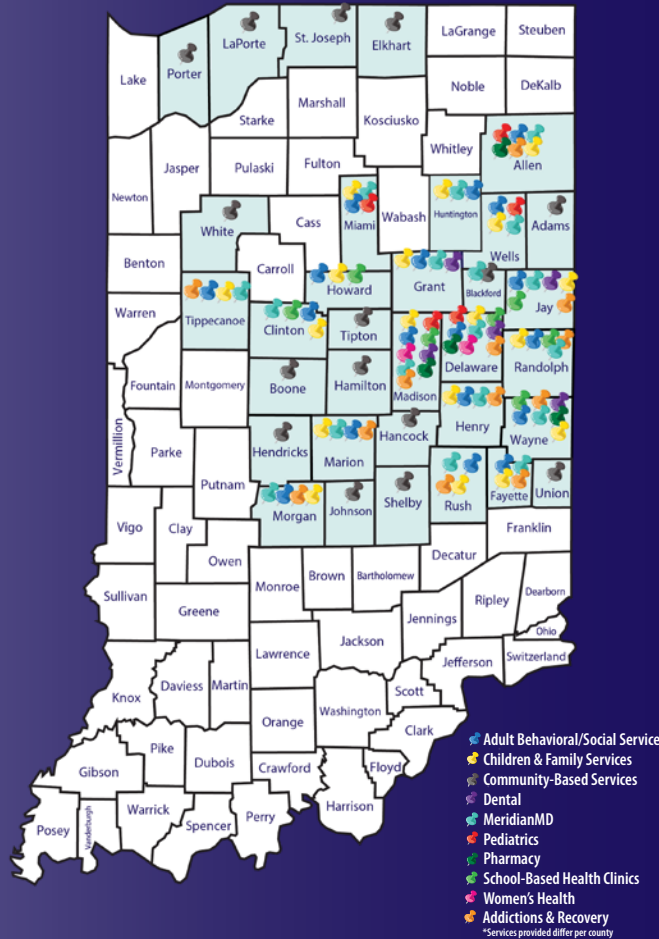 LaGrange
Steuben
St. Joseph
LaPorte
Elkhart
Lake
Porter
Noble
DeKalb
Marshall
Starke
Kosciusko
Whitley
Allen
Jasper
Pulaski
Fulton
Newton
White
Cass
Miami
Wabash
Huntington
Wells
Adams
Benton
Carroll
Howard
Grant
Blackford
Jay
Warren
Tippecanoe
Clinton
Tipton
Madison
Delaware
Randolph
Fountain
Montgomery
Boone
Hamilton
Vermillion
Parke
Putnam
Hendricks
Marion
Hancock
Henry
Wayne
Vigo
Clay
Morgan
Johnson
Shelby
Rush
Fayette
Union
Owen
Franklin
Sullivan
Greene
Monroe
Brown
Bartholomew
Decatur
Dearborn
Ripley
Jennings
Ohio
Switzerland
Jefferson
Knox
Daviess
Martin
Lawrence
Jackson
Scott
Washington
Orange
Clark
Pike
Dubois
Gibson
Crawford
Floyd
Harrison
Posey
Vanderburgh
Warrick
Spencer
Perry
Adult Behavioral/Social Service
Children & Family Services
Community-Based Services
Dental
MeridianMD
Pediatrics
Pharmacy
School-Based Health Clinics
Women's Health
Addictions & Recovery
*Services provided differ per county